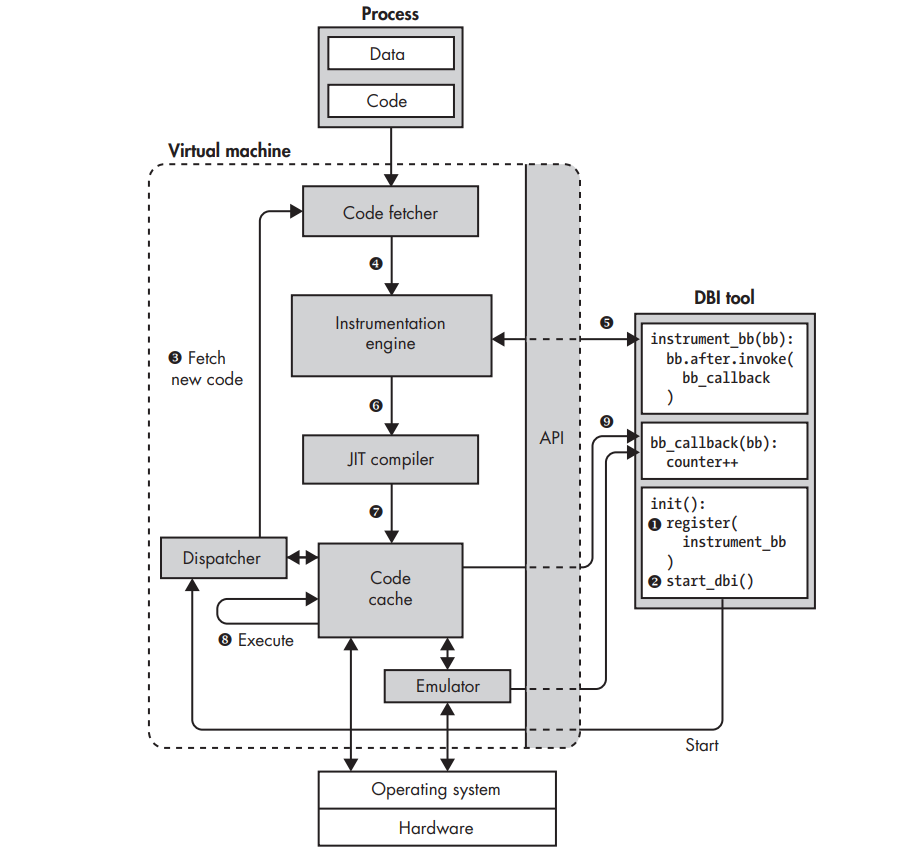 Process
Data
Code
Virtual machine
Code fetcher
❹
Instrumentation
engine
❸ Fetch
new code
❻
JIT compiler
❼
Dispatcher
Code
cache
❽ Execute
Emulator
API
Operating system
Hardware
DBI tool
❺
instrument_bb(bb):
bb.after.invoke(
bb_callback
)
❾
bb_callback(bb):
counter++
init():
❶ register(
instrument_bb
)
❷ start_dbi()
Start